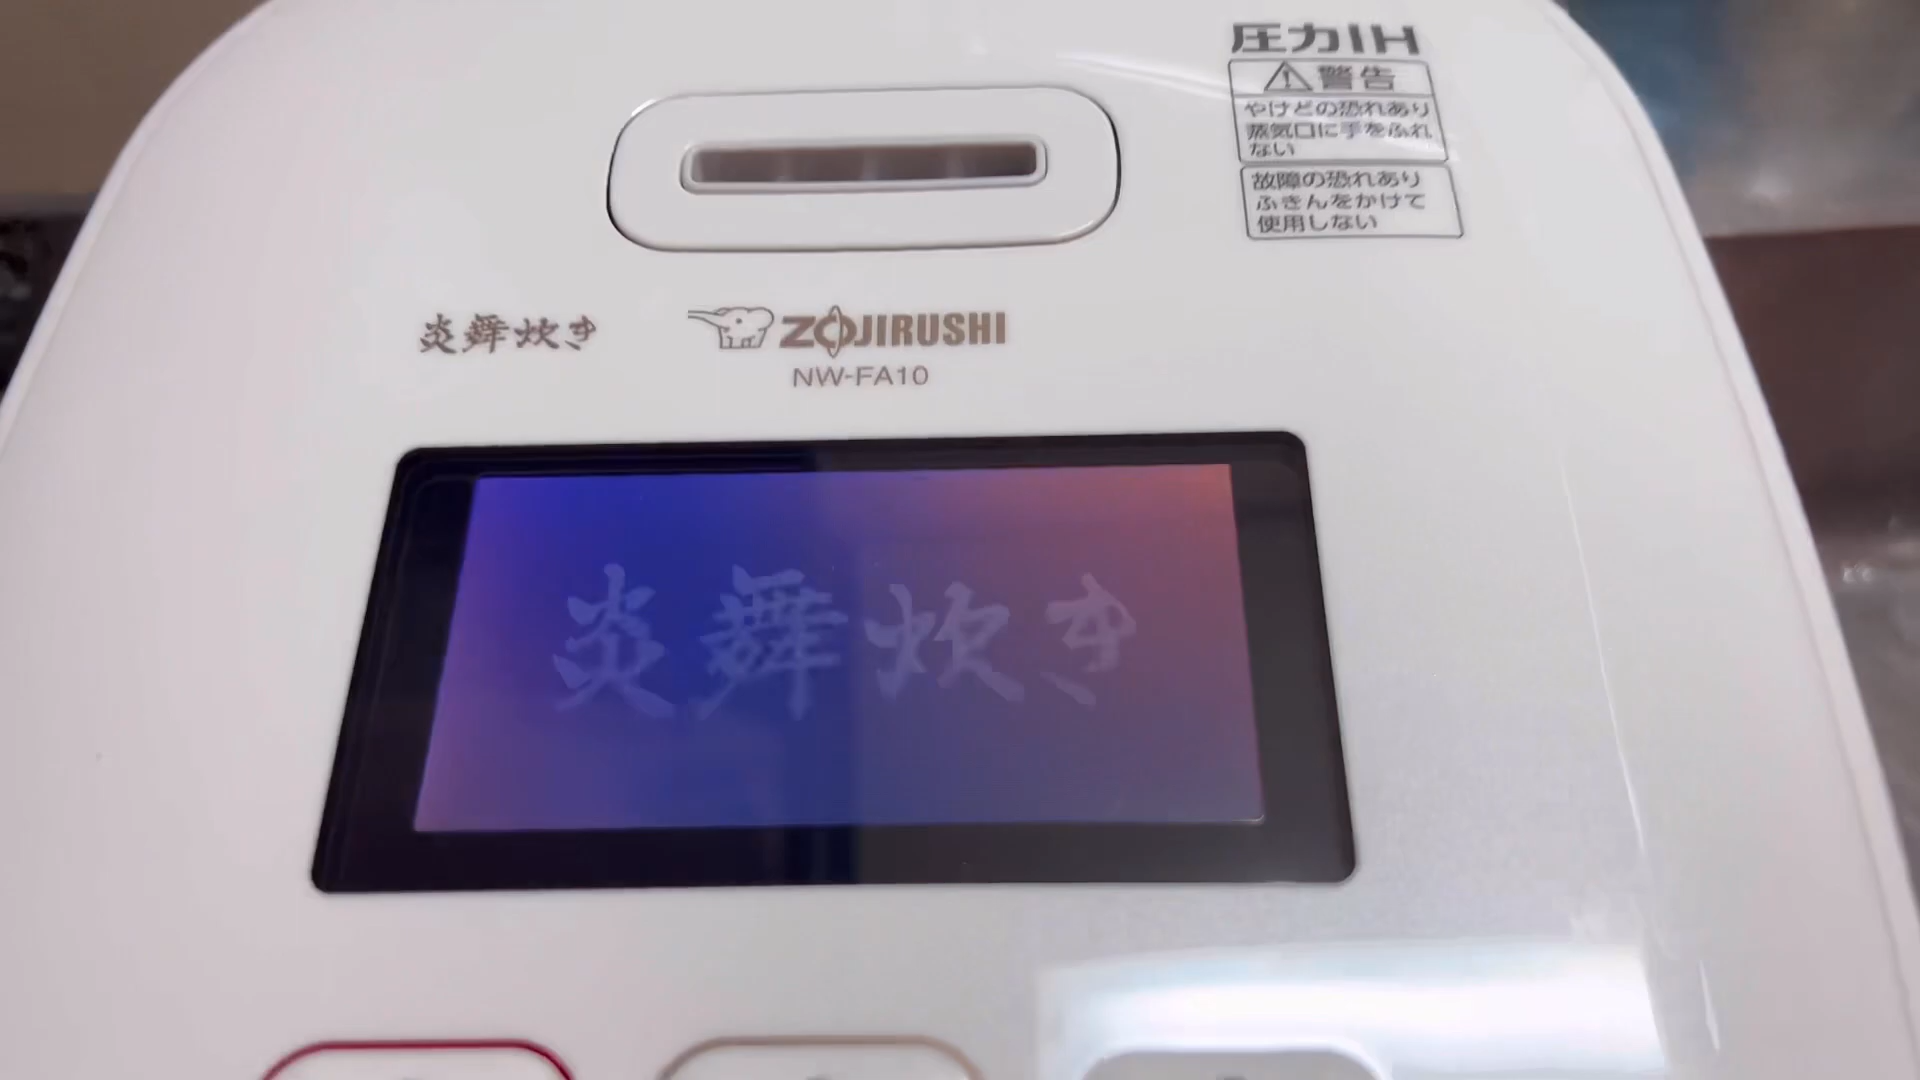 圧力IH
警告
やけどの恐れあり
蒸気口に手をふれ
ない
故障の恐れあり
ふきんをかけて
使用しない
炎舞炊き
ZOJIRUSHI
NW-FA10
炎舞炊き